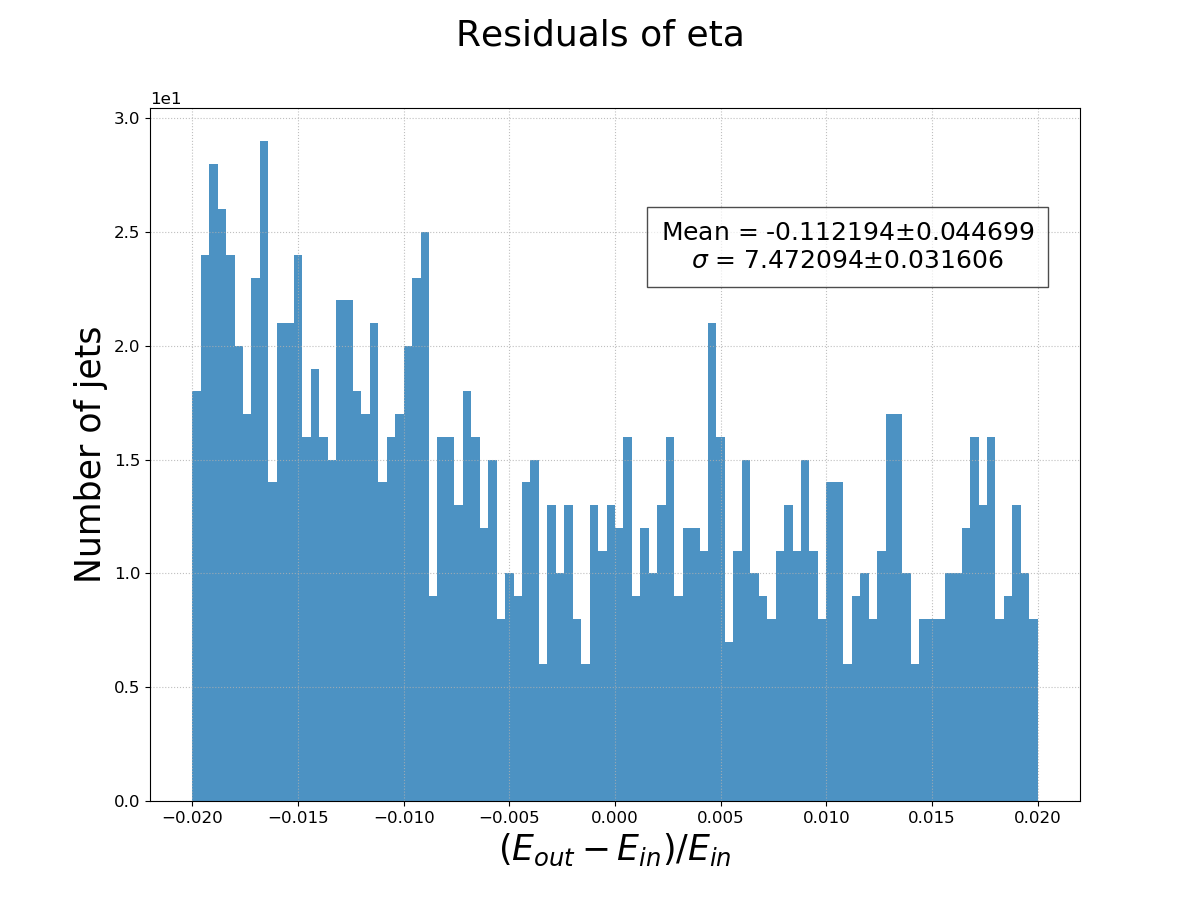 Residuals of eta
1e1
3.0
2.5
2.0
1.5
1.0
0.5
0.0
Number of jets
Mean = -0.112194±0.044699
σ = 7.472094±0.031606
−0.020 −0.015 −0.010 −0.005 0.000 0.005 0.010 0.015 0.020
(E_out − E_in)/E_in